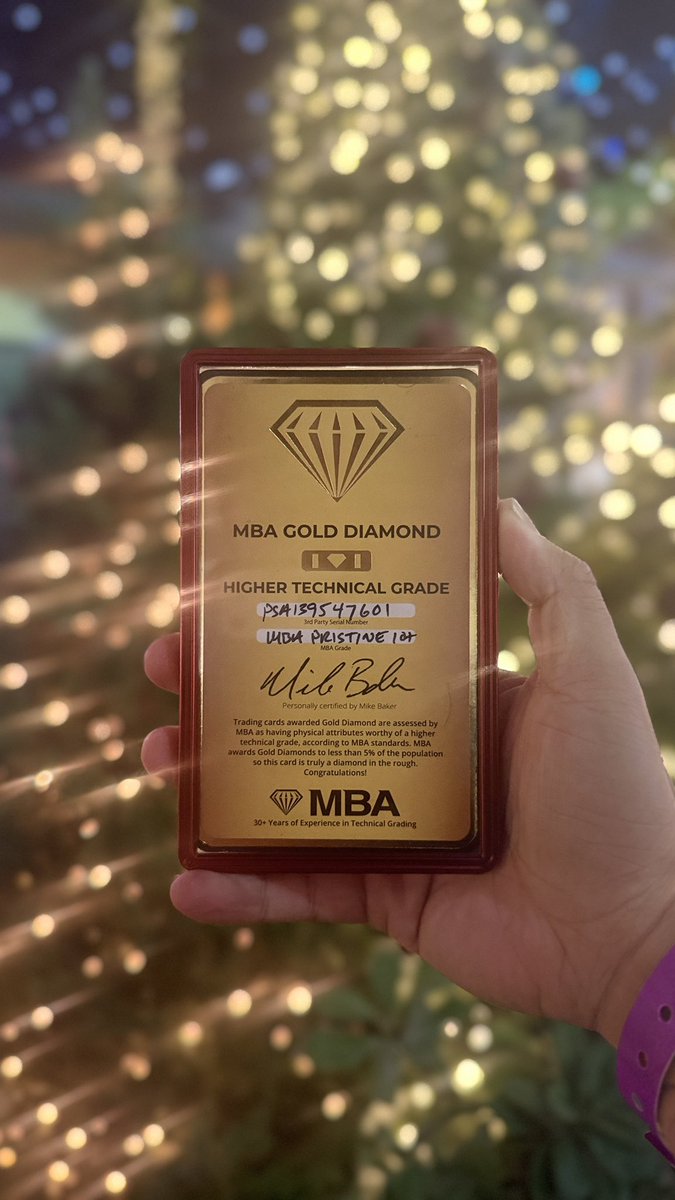 MBA GOLD DIAMOND
HIGHER TECHNICAL GRADE
PSA139547601
3rd Party Serial Number
MBA PRISTINE 10+
MBA Grade
Mike Baker
Personally certified by Mike Baker
Trading cards awarded Gold Diamond are assessed by
MBA as having physical attributes worthy of a higher
technical grade, according to MBA standards. MBA
awards Gold Diamonds to less than 5% of the population
so this card is truly a diamond in the rough.
Congratulations!
MBA
30+ Years of Experience in Technical Grading